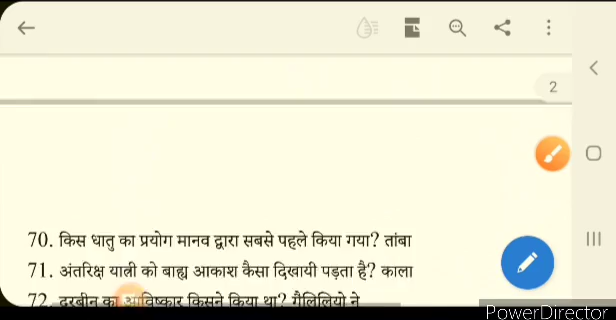 2
70. किस धातु का प्रयोग मानव द्वारा सबसे पहले किया गया? तांबा
71. अंतरिक्ष यात्री को बाह्य आकाश कैसा दिखायी पड़ता है? काला
72. दूरबीन का आविष्कार किसने किया था? गैलिलियो ने
PowerDirector